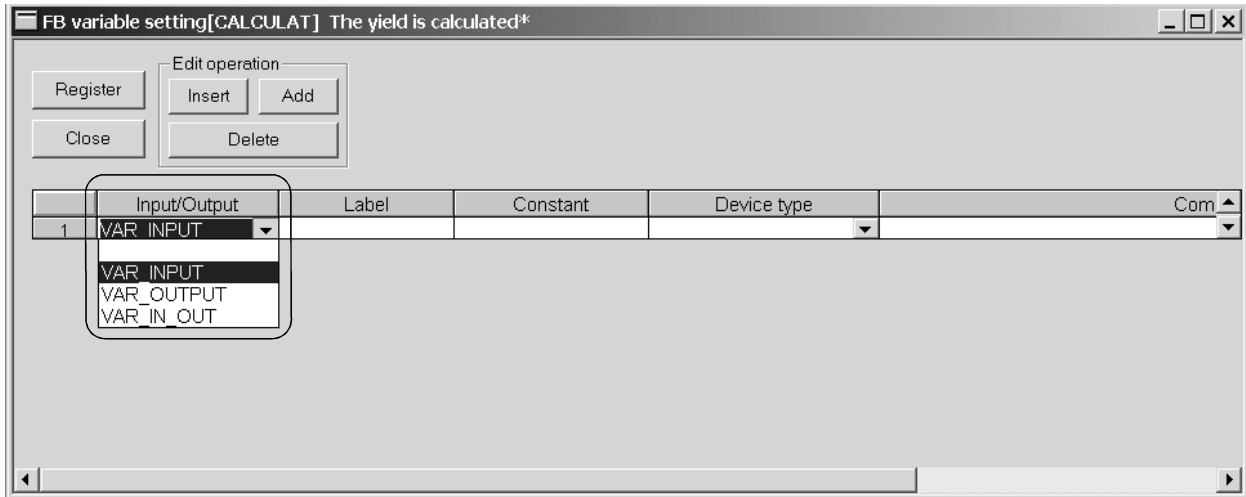 FB variable setting[CALCULAT] The yield is calculated*
Edit operation
Register
Insert
Add
Close
Delete
Input/Output
Label
Constant
Device type
Com
1
VAR_INPUT
VAR_INPUT
VAR_OUTPUT
VAR_IN_OUT